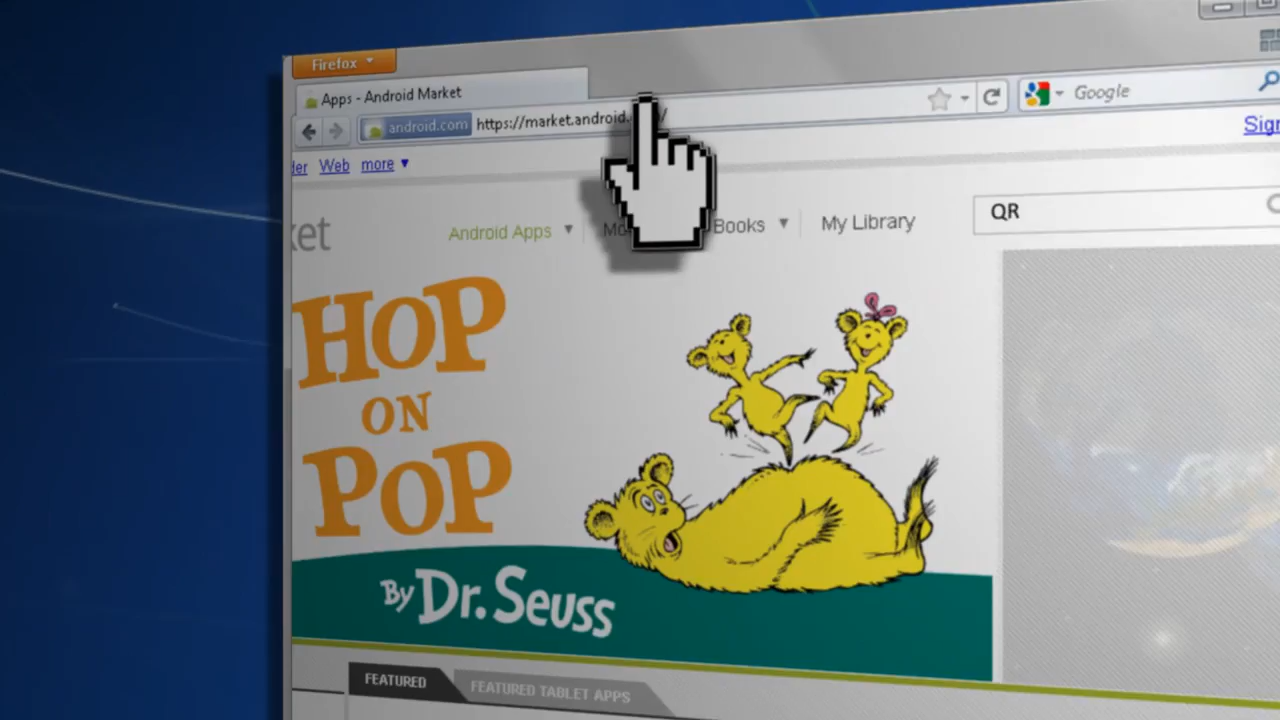 Firefox
Apps - Android Market
android.com https://market.android.
Google
Sign
Web more
ket
Android Apps
Books
My Library
QR
HOP
ON
POP
By Dr. Seuss
FEATURED
FEATURED TABLET APPS